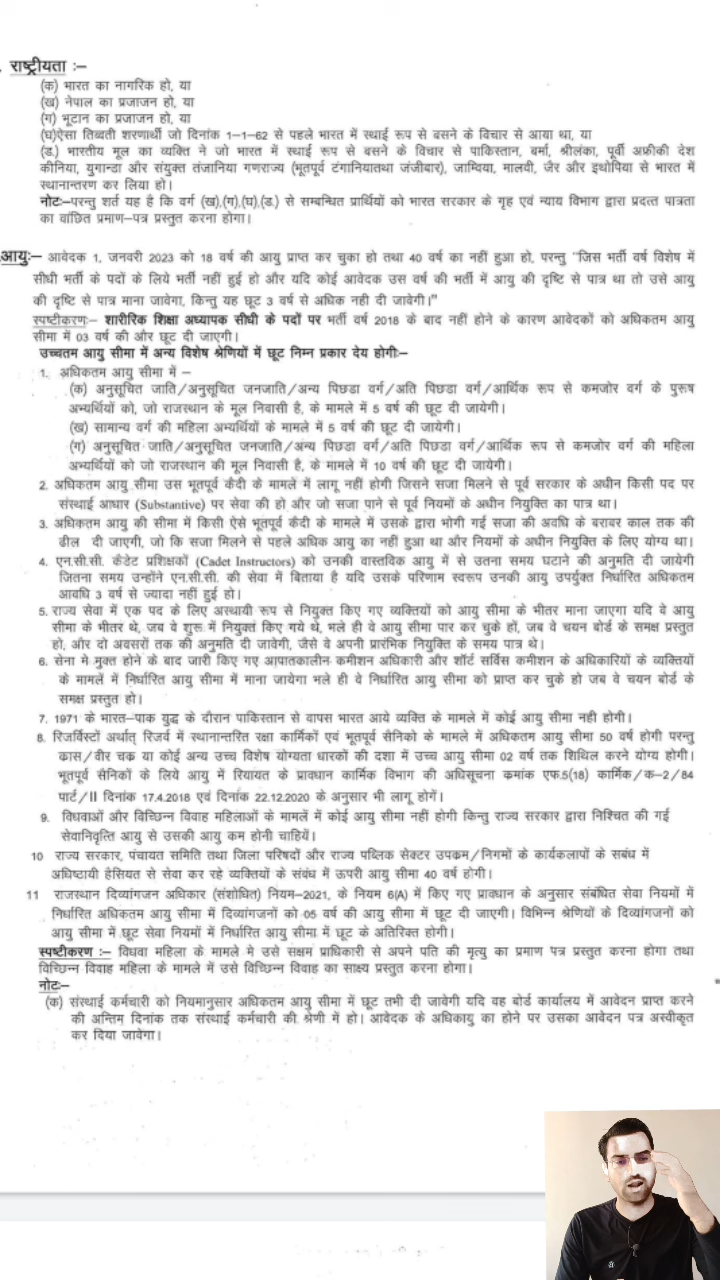 राष्ट्रीयता :–
(क) भारत का नागरिक हो, या
(ख) नेपाल का प्रजाजन हो, या
(ग) भूटान का प्रजाजन हो, या
(घ)ऐसा तिब्बती शरणार्थी जो दिनांक 1–1–62 से पहले भारत में स्थाई रूप से बसने के विचार से आया था, या
(ड.) भारतीय मूल का व्यक्ति ने जो भारत में स्थाई रूप से बसने के विचार से पाकिस्तान, बर्मा, श्रीलंका, पूर्वी अफ्रीकी देश
कीनिया, युगान्डा और संयुक्त तंजानिया गणराज्य (भूतपूर्व टंगानियातथा जंजीबार), जाम्विया, मालवी, जैर और इथोपिया से भारत में
स्थानान्तरण कर लिया हो।
नोटः–परन्तु शर्त यह है कि वर्ग (ख),(ग),(घ),(ड.) से सम्बन्धित प्रार्थियों को भारत सरकार के गृह एवं न्याय विभाग द्वारा प्रदत्त पात्रता
का वांछित प्रमाण–पत्र प्रस्तुत करना होगा।
आयुः– आवेदक 1, जनवरी 2023 को 18 वर्ष की आयु प्राप्त कर चुका हो तथा 40 वर्ष का नहीं हुआ हो, परन्तु "जिस भर्ती वर्ष विशेष में
सीधी भर्ती के पदों के लिये भर्ती नहीं हुई हो और यदि कोई आवेदक उस वर्ष की भर्ती में आयु की दृष्टि से पात्र था तो उसे आयु
की दृष्टि से पात्र माना जावेगा, किन्तु यह छूट 3 वर्ष से अधिक नही दी जावेगी।"
स्पष्टीकरणः– शारीरिक शिक्षा अध्यापक सीधी के पदों पर भर्ती वर्ष 2018 के बाद नहीं होने के कारण आवेदकों को अधिकतम आयु
सीमा में 03 वर्ष की और छूट दी जाएगी।
उच्चतम आयु सीमा में अन्य विशेष श्रेणियों में छूट निम्न प्रकार देय होगीः–
1. अधिकतम आयु सीमा में –
(क) अनुसूचित जाति/अनुसूचित जनजाति/अन्य पिछडा वर्ग/अति पिछडा वर्ग/आर्थिक रूप से कमजोर वर्ग के पुरूष
अभ्यर्थियों को, जो राजस्थान के मूल निवासी है, के मामले में 5 वर्ष की छूट दी जायेगी।
(ख) सामान्य वर्ग की महिला अभ्यर्थियों के मामले में 5 वर्ष की छूट दी जायेगी।
(ग) अनुसूचित जाति/अनुसूचित जनजाति/अन्य पिछडा वर्ग/अति पिछडा वर्ग/आर्थिक रूप से कमजोर वर्ग की महिला
अभ्यर्थियों को जो राजस्थान की मूल निवासी है, के मामले में 10 वर्ष की छूट दी जायेगी।
2. अधिकतम आयु सीमा उस भूतपूर्व कैदी के मामले में लागू नहीं होगी जिसने सजा मिलने से पूर्व सरकार के अधीन किसी पद पर
संस्थाई आधार (Substantive) पर सेवा की हो और जो सजा पाने से पूर्व नियमों के अधीन नियुक्ति का पात्र था।
3. अधिकतम आयु की सीमा में किसी ऐसे भूतपूर्व कैदी के मामले में उसके द्वारा भोगी गई सजा की अवधि के बराबर काल तक की
ढील दी जाएगी, जो कि सजा मिलने से पहले अधिक आयु का नहीं हुआ था और नियमों के अधीन नियुक्ति के लिए योग्य था।
4. एन.सी.सी. कैडेट प्रशिक्षकों (Cadet Instructors) को उनकी वास्तविक आयु में से उतना समय घटाने की अनुमति दी जायेगी
जितना समय उन्होंने एन.सी.सी. की सेवा में बिताया है यदि उसके परिणाम स्वरूप उनकी आयु उपर्युक्त निर्धारित अधिकतम
आवधि 3 वर्ष से ज्यादा नहीं हुई हो।
5. राज्य सेवा में एक पद के लिए अस्थायी रूप से नियुक्त किए गए व्यक्तियों को आयु सीमा के भीतर माना जाएगा यदि वे आयु
सीमा के भीतर थे, जब वे शुरू में नियुक्त किए गये थे, भले ही वे आयु सीमा पार कर चुके हों, जब वे चयन बोर्ड के समक्ष प्रस्तुत
हो, और दो अवसरों तक की अनुमति दी जावेगी, जैसे वे अपनी प्रारंभिक नियुक्ति के समय पात्र थे।
6. सेना मे मुक्त होने के बाद जारी किए गए आपातकालीन कमीशन अधिकारी और शॉर्ट सर्विस कमीशन के अधिकारियों के व्यक्तियों
के मामलें में निर्धारित आयु सीमा में माना जायेगा भले ही वे निर्धारित आयु सीमा को प्राप्त कर चुके हो जब वे चयन बोर्ड के
समक्ष प्रस्तुत हो।
7. 1971 के भारत–पाक युद्ध के दौरान पाकिस्तान से वापस भारत आये व्यक्ति के मामले में कोई आयु सीमा नही होगी।
8. रिजर्विस्टों अर्थात् रिजर्व में स्थानान्तरित रक्षा कार्मिकों एवं भूतपूर्व सैनिको के मामले में अधिकतम आयु सीमा 50 वर्ष होगी परन्तु
क्रास/वीर चक्र या कोई अन्य उच्च विशेष योग्यता धारकों की दशा में उच्च आयु सीमा 02 वर्ष तक शिथिल करने योग्य होगी।
भूतपूर्व सैनिकों के लिये आयु में रियायत के प्रावधान कार्मिक विभाग की अधिसूचना क्रमांक एफ.5(18) कार्मिक/क–2/84
पार्ट/II दिनांक 17.4.2018 एवं दिनांक 22.12.2020 के अनुसार भी लागू होगें।
9. विधवाओं और विच्छिन्न विवाह महिलाओं के मामलें में कोई आयु सीमा नहीं होगी किन्तु राज्य सरकार द्वारा निश्चित की गई
सेवानिवृत्ति आयु से उसकी आयु कम होनी चाहियें।
10 राज्य सरकार, पंचायत समिति तथा जिला परिषदों और राज्य पब्लिक सेक्टर उपक्रम/निगमों के कार्यकलापों के सबंध में
अधिष्टायी हैसियत से सेवा कर रहे व्यक्तियों के संबंध में ऊपरी आयु सीमा 40 वर्ष होगी।
11 राजस्थान दिव्यांगजन अधिकार (संशोधित) नियम–2021, के नियम 6(A) में किए गए प्रावधान के अनुसार संबंधित सेवा नियमों में
निर्धारित अधिकतम आयु सीमा में दिव्यांगजनों को 05 वर्ष की आयु सीमा में छूट दी जाएगी। विभिन्न श्रेणियों के दिव्यांगजनों को
आयु सीमा में छूट सेवा नियमों में निर्धारित आयु सीमा में छूट के अतिरिक्त होगी।
स्पष्टीकरण :– विधवा महिला के मामले मे उसे सक्षम प्राधिकारी से अपने पति की मृत्यु का प्रमाण पत्र प्रस्तुत करना होगा तथा
विच्छिन्न विवाह महिला के मामले में उसे विच्छिन्न विवाह का साक्ष्य प्रस्तुत करना होगा।
नोटः–
(क) संस्थाई कर्मचारी को नियमानुसार अधिकतम आयु सीमा में छूट तभी दी जावेगी यदि वह बोर्ड कार्यालय में आवेदन प्राप्त करने
की अन्तिम दिनांक तक संस्थाई कर्मचारी की श्रेणी में हो। आवेदक के अधिकायु का होने पर उसका आवेदन पत्र अस्वीकृत
कर दिया जावेगा।